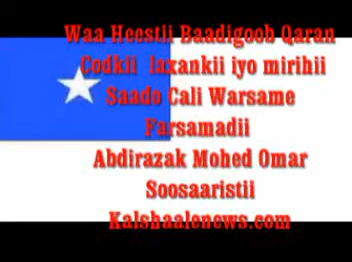 Waa Heestii Baadigoob Qaran
Codkii laxankii iyo mirihii
Saado Cali Warsame
Farsamadii
Abdirazak Mohed Omar
Soosaaristii
Kalshaalenews.com